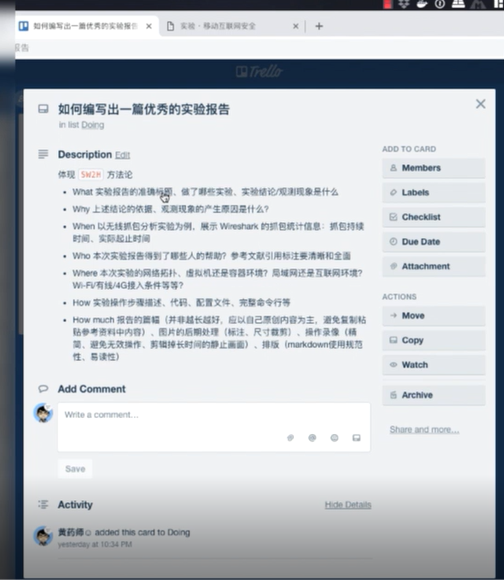 如何编写出一篇优秀的实验报告
实验 · 移动互联网安全
报告
Trello
如何编写出一篇优秀的实验报告
in list Doing
Description Edit
体现 5W2H 方法论
What 实验报告的准确标题、做了哪些实验、实验结论/观测现象是什么
Why 上述结论的依据、观测现象的产生原因是什么?
When 以无线抓包分析实验为例,展示 Wireshark 的抓包统计信息:抓包持续
时间、实际起止时间
Who 本次实验报告得到了哪些人的帮助?参考文献引用标注要清晰和全面
Where 本次实验的网络拓扑、虚拟机还是容器环境?局域网还是互联网环境?
Wi-Fi/有线/4G接入条件等等?
How 实验操作步骤描述、代码、配置文件、完整命令行等
How much 报告的篇幅(并非越长越好,应以自己原创内容为主,避免复制粘
贴参考资料中内容)、图片的后期处理(标注、尺寸裁剪)、操作录像(精
简、避免无效操作、剪辑掉长时间的静止画面)、排版(markdown使用规范
性、易读性)
Add Comment
Write a comment…
Save
Activity
Hide Details
黄药师☺ added this card to Doing
yesterday at 10:34 PM
ADD TO CARD
Members
Labels
Checklist
Due Date
Attachment
ACTIONS
Move
Copy
Watch
Archive
Share and more…